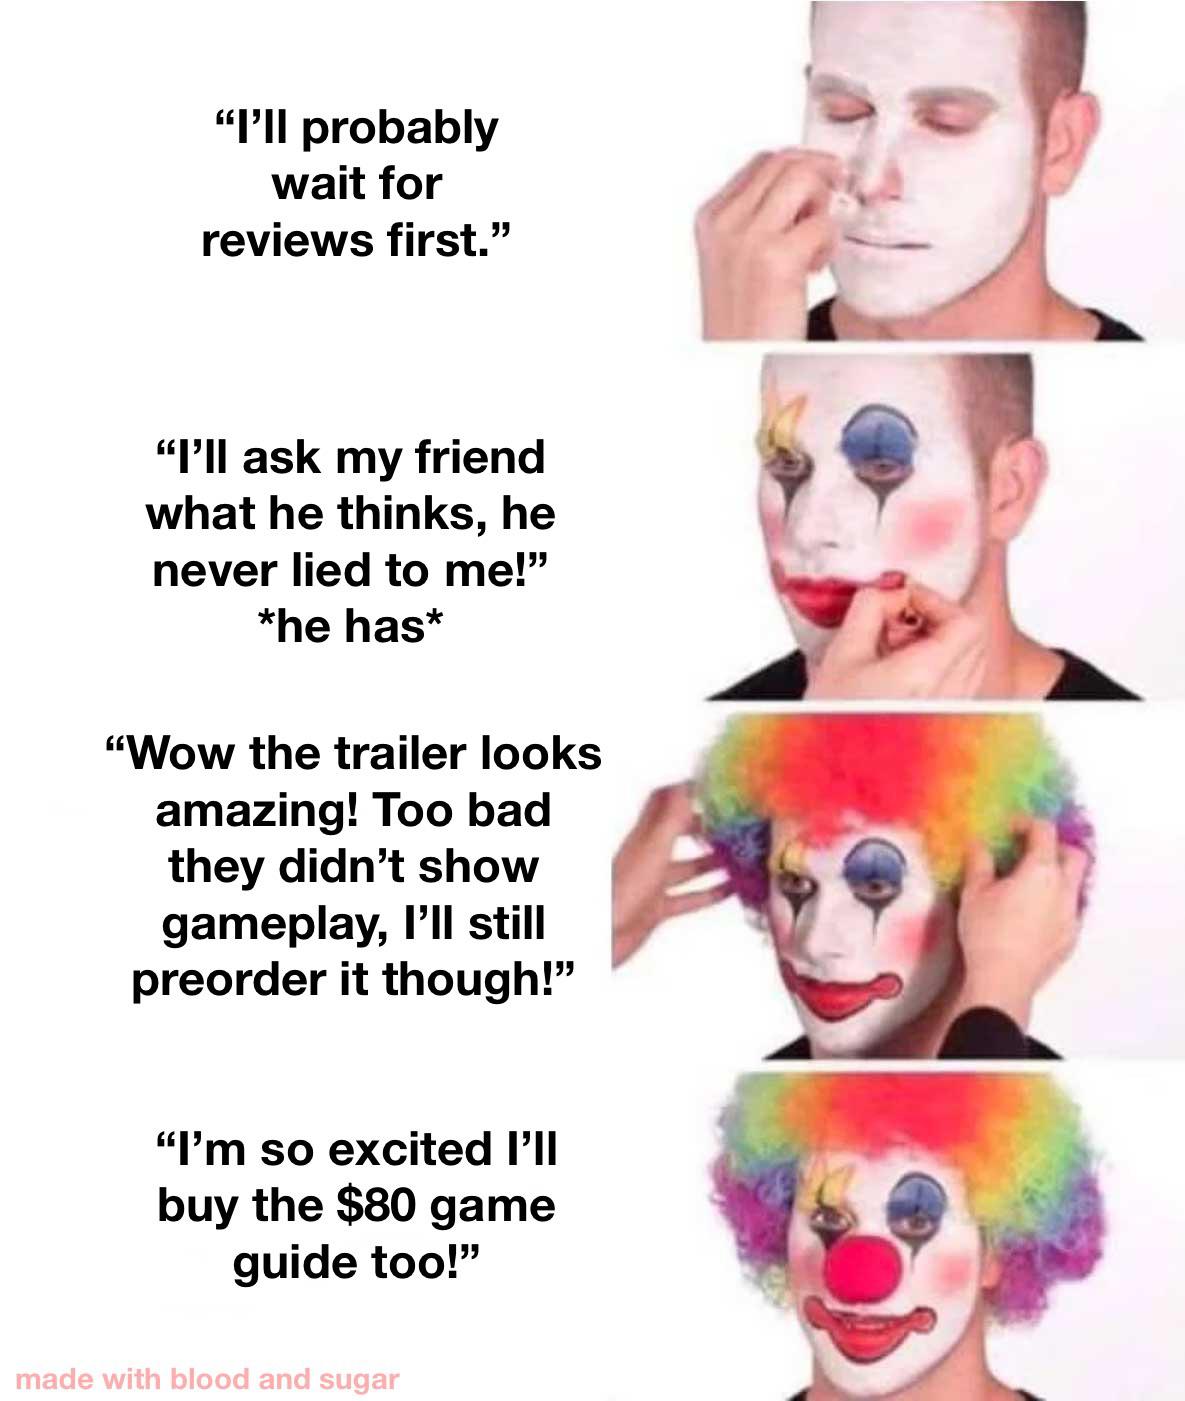 “I’ll probably
wait for
reviews first.”
“I’ll ask my friend
what he thinks, he
never lied to me!”
*he has*
“Wow the trailer looks
amazing! Too bad
they didn’t show
gameplay, I’ll still
preorder it though!”
“I’m so excited I’ll
buy the $80 game
guide too!”
made with blood and sugar